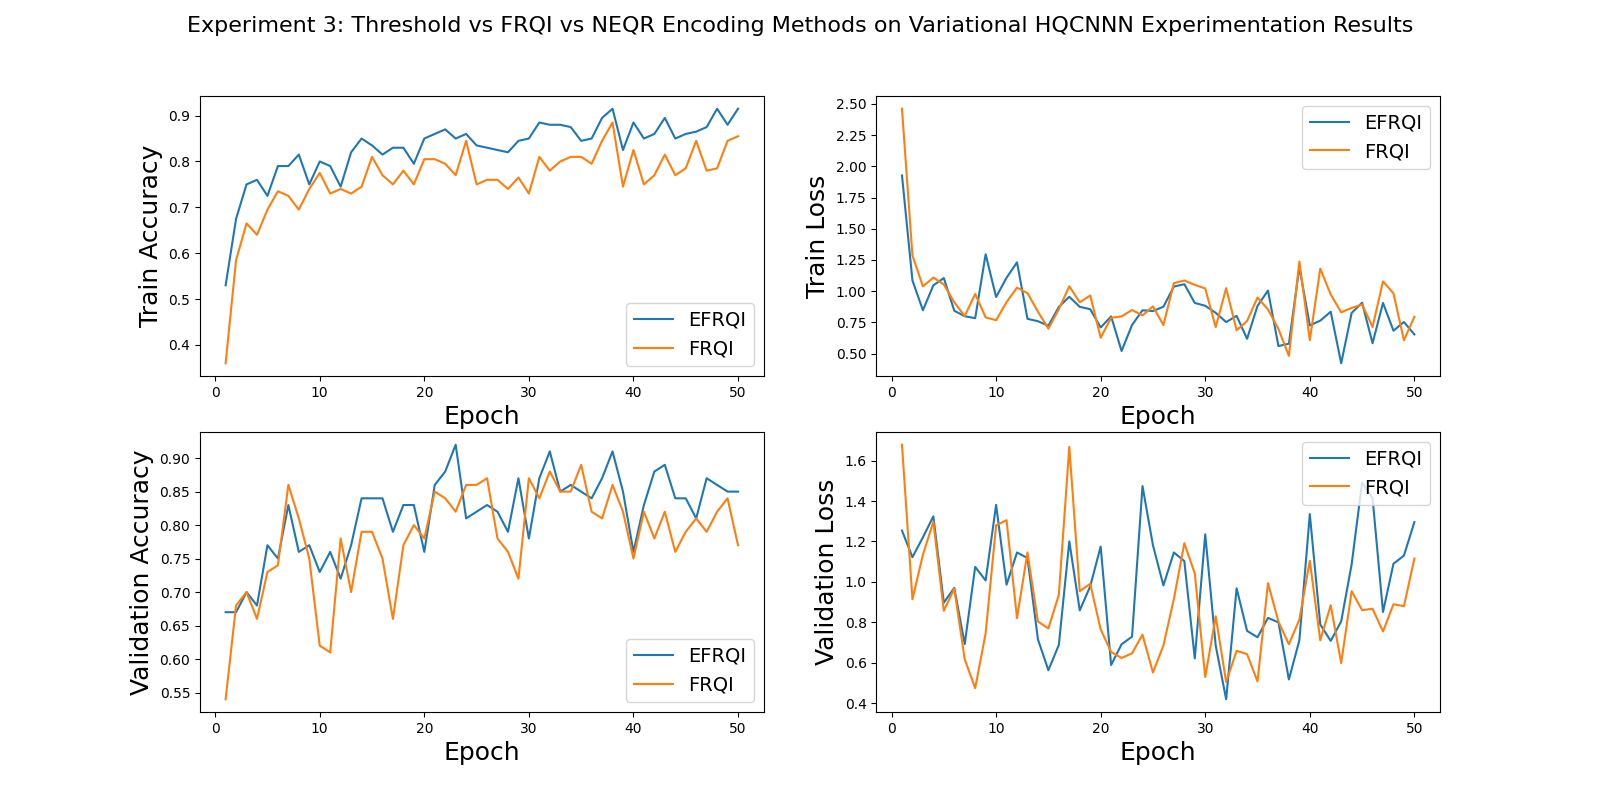 Experiment 3: Threshold vs FRQI vs NEQR Encoding Methods on Variational HQCNNN Experimentation Results
Train Accuracy
0.9
0.8
0.7
0.6
0.5
0.4
EFRQI
FRQI
0 10 20 30 40 50
Epoch
Train Loss
2.50
2.25
2.00
1.75
1.50
1.25
1.00
0.75
0.50
EFRQI
FRQI
0 10 20 30 40 50
Epoch
Validation Accuracy
0.90
0.85
0.80
0.75
0.70
0.65
0.60
0.55
EFRQI
FRQI
0 10 20 30 40 50
Epoch
Validation Loss
1.6
1.4
1.2
1.0
0.8
0.6
0.4
EFRQI
FRQI
0 10 20 30 40 50
Epoch